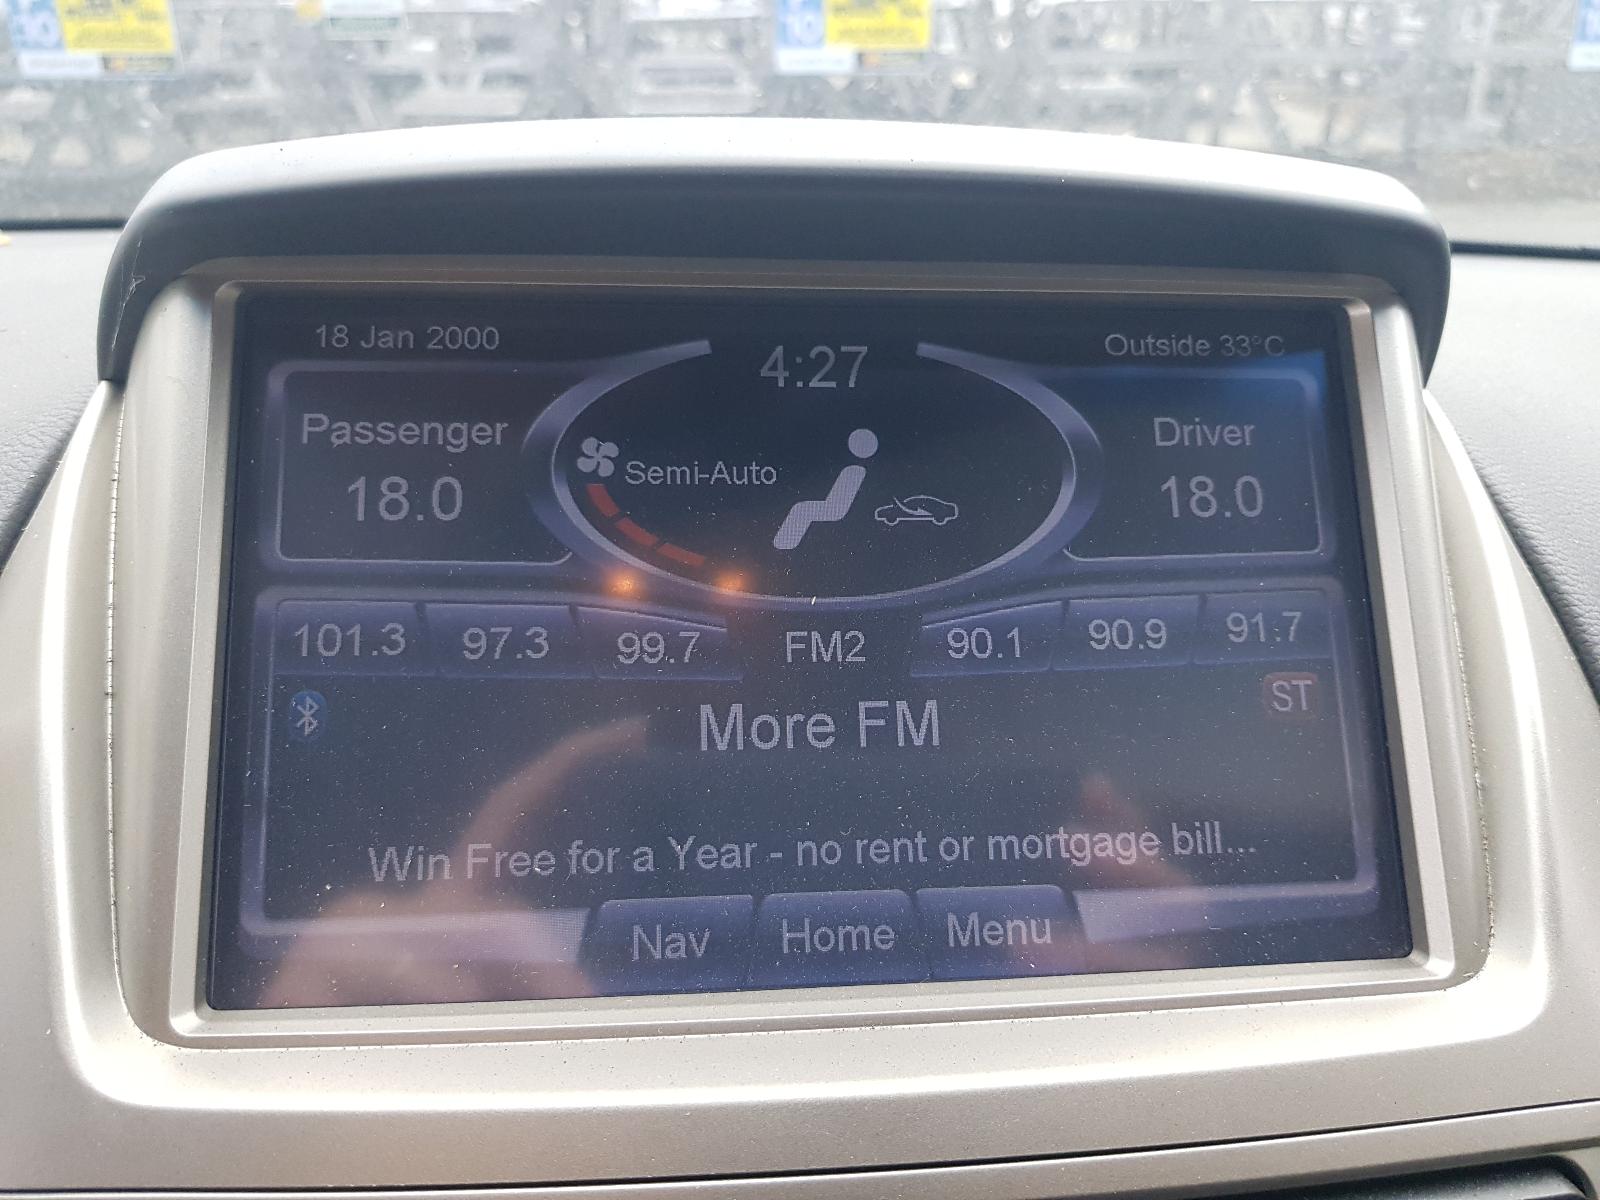 18 Jan 2000
4:27
Outside 33°C
Passenger
18.0
Semi-Auto
Driver
18.0
101.3 97.3 99.7 FM2 90.1 90.9 91.7
ST
More FM
Win Free for a Year - no rent or mortgage bill...
Nav Home Menu